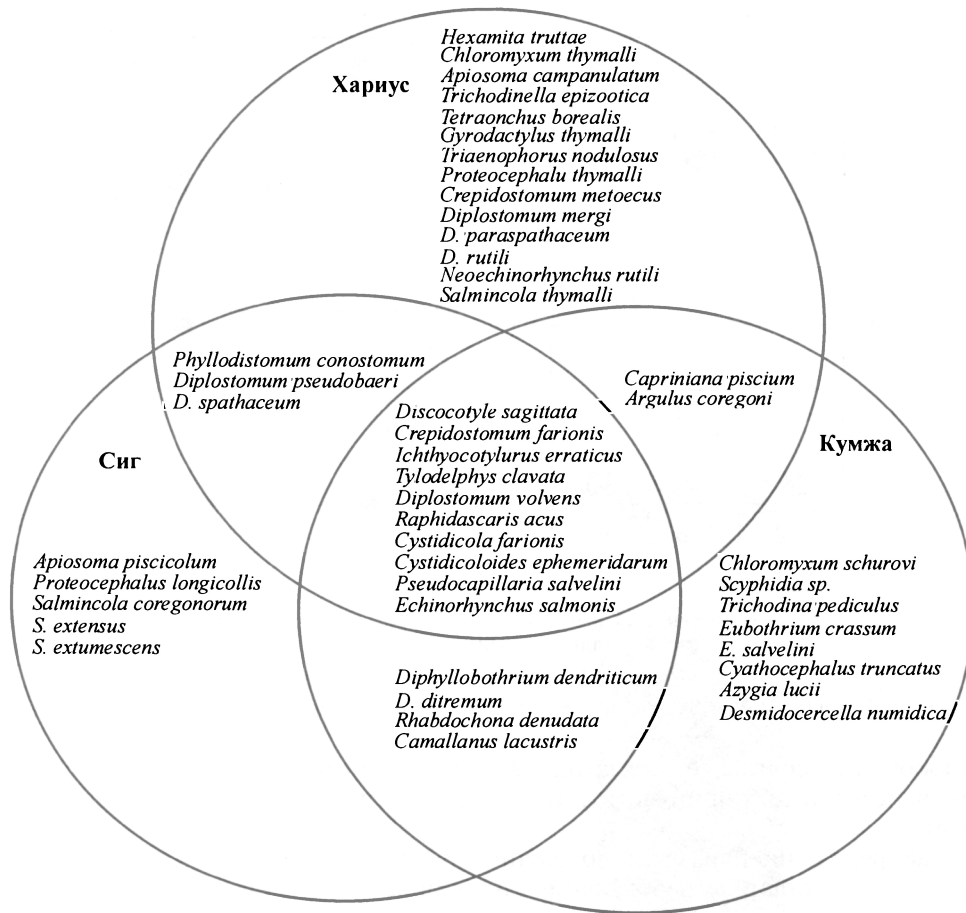 Хариус
Hexamita truttae
Chloromyxum thymalli
Apiosoma campanulatum
Trichodinella epizootica
Tetraonchus borealis
Gyrodactylus thymalli
Triaenophorus nodulosus
Proteocephalu thymalli
Crepidostomum metoecus
Diplostomum mergi
D. paraspathaceum
D. rutili
Neoechinorhynchus rutili
Salmincola thymalli
Phyllodistomum conostomum
Diplostomum pseudobaeri
D. spathaceum
Capriniana piscium
Argulus coregoni
Discocotyle sagittata
Crepidostomum farionis
Ichthyocotylurus erraticus
Tylodelphys clavata
Diplostomum volvens
Raphidascaris acus
Cystidicola farionis
Cystidicoloides ephemeridarum
Pseudocapillaria salvelini
Echinorhynchus salmonis
Сиг
Apiosoma piscicolum
Proteocephalus longicollis
Salmincola coregonorum
S. extensus
S. extumescens
Кумжа
Chloromyxum schurovi
Scyphidia sp.
Trichodina pediculus
Eubothrium crassum
E. salvelini
Cyathocephalus truncatus
Azygia lucii
Desmidocercella numidica
Diphyllobothrium dendriticum
D. ditremum
Rhabdochona denudata
Camallanus lacustris